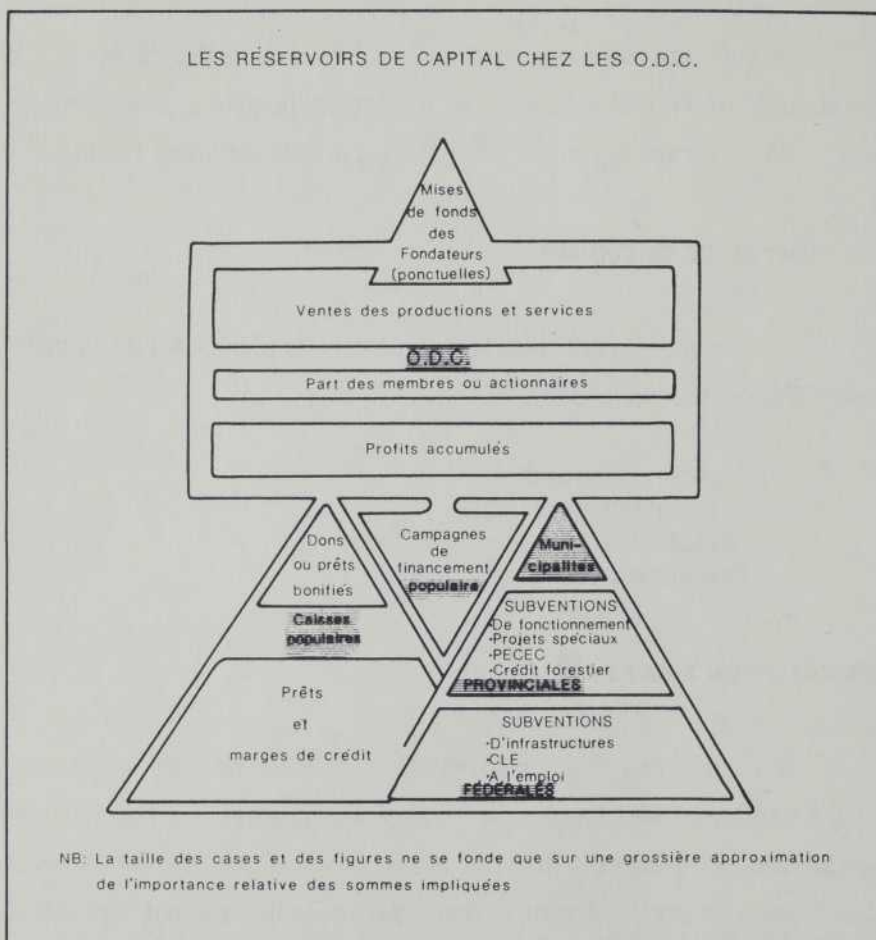 LES RÉSERVOIRS DE CAPITAL CHEZ LES O.D.C.
Mises
de fonds
des
Fondateurs
(ponctuelles)
Ventes des productions et services
O.D.C.
Part des membres ou actionnaires
Profits accumulés
Dons
ou prêts
bonifiés
Caisses
populaires
Prêts
et
marges de crédit
Campagnes
de
financement
populaire
Muni-
cipalités
SUBVENTIONS
•De fonctionnement
•Projets spéciaux
•PECEC
•Crédit forestier
PROVINCIALES
SUBVENTIONS
•D'infrastructures
•CLE
•A l'emploi
FÉDÉRALÉS
NB: La taille des cases et des figures ne se fonde que sur une grossière approximation
de l'importance relative des sommes impliquées